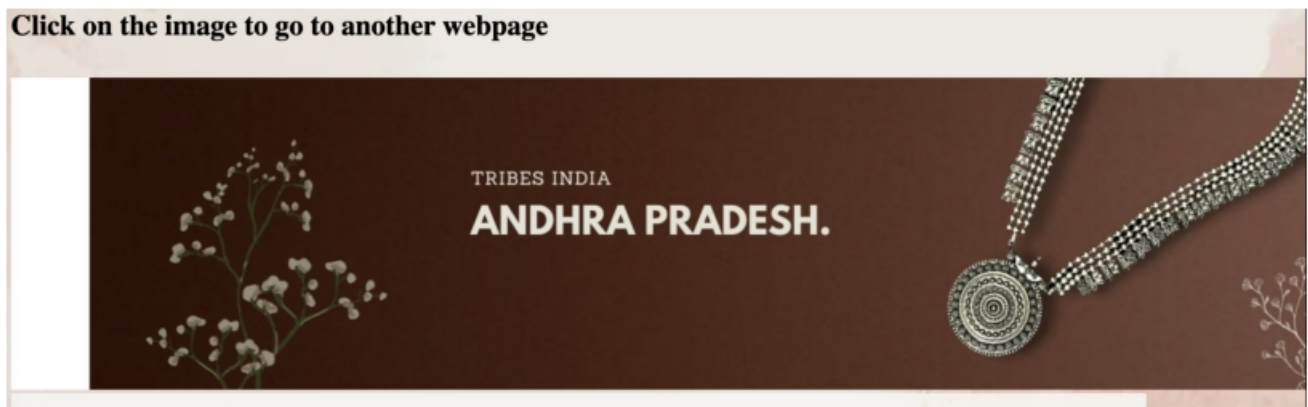 Click on the image to go to another webpage
TRIBES INDIA
ANDHRA PRADESH.